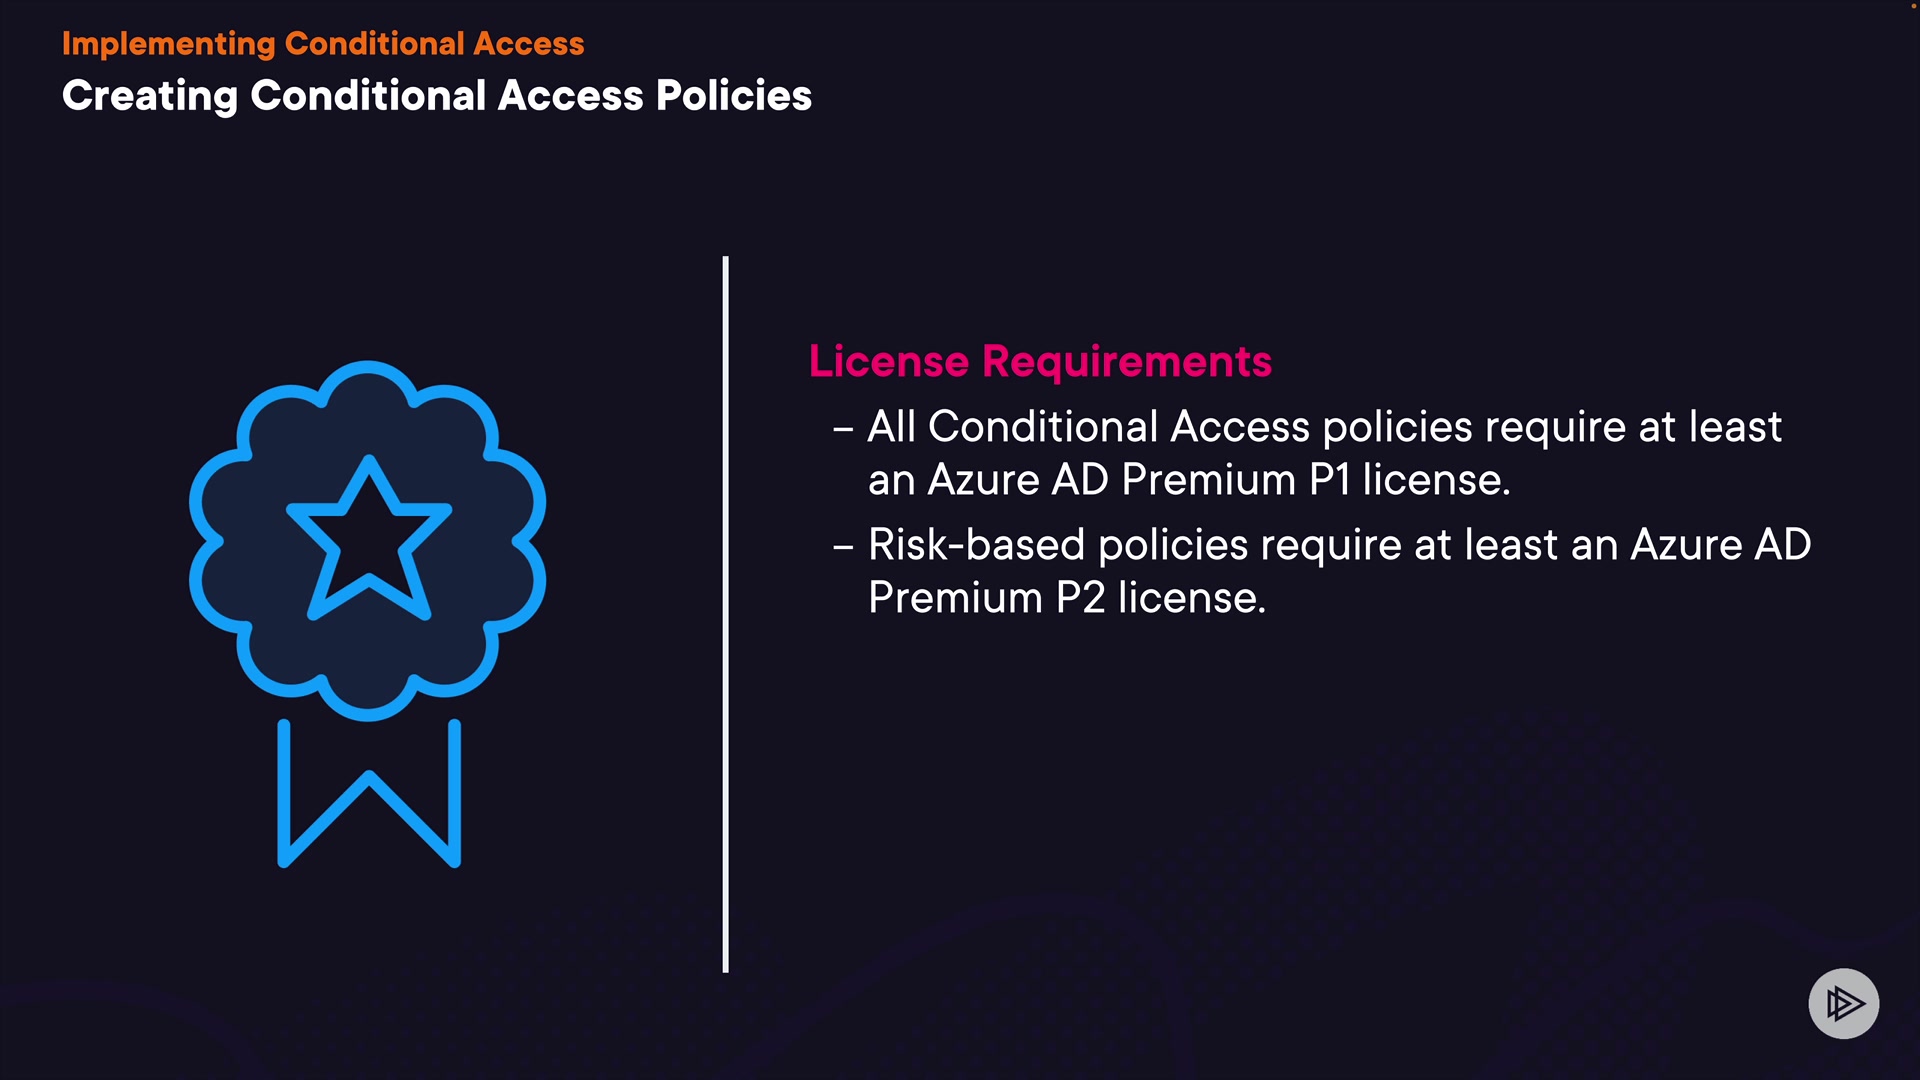 Implementing Conditional Access
Creating Conditional Access Policies
License Requirements
– All Conditional Access policies require at least
an Azure AD Premium P1 license.
– Risk-based policies require at least an Azure AD
Premium P2 license.